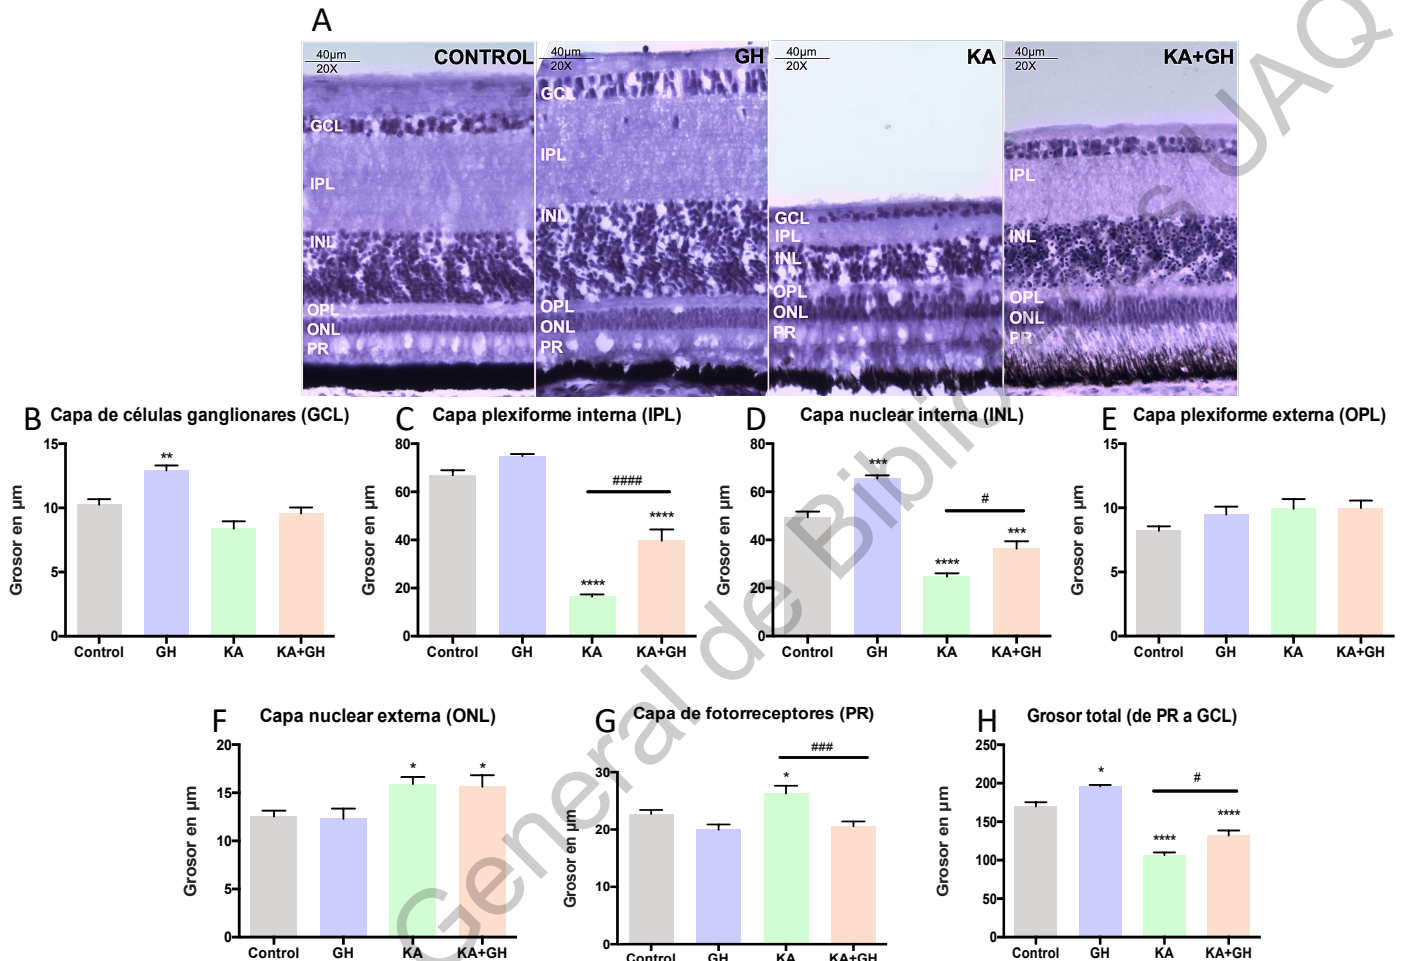 A
40µm
20X
CONTROL
GCL
IPL
INL
OPL
ONL
PR
40µm
20X
GH
GCL
IPL
INL
OPL
ONL
PR
40µm
20X
KA
GCL
IPL
INL
OPL
ONL
PR
40µm
20X
KA+GH
IPL
INL
OPL
ONL
PR
B Capa de células ganglionares (GCL)
Grosor en µm
15
10
5
0
**
Control GH KA KA+GH
C Capa plexiforme interna (IPL)
Grosor en µm
80
60
40
20
0
####
****
****
Control GH KA KA+GH
D Capa nuclear interna (INL)
Grosor en µm
80
60
40
20
0
***
#
****
***
Control GH KA KA+GH
E Capa plexiforme externa (OPL)
Grosor en µm
15
10
5
0
Control GH KA KA+GH
F Capa nuclear externa (ONL)
Grosor en µm
20
15
10
5
0
*
*
Control GH KA KA+GH
G Capa de fotorreceptores (PR)
Grosor en µm
30
20
10
0
###
*
Control GH KA KA+GH
H Grosor total (de PR a GCL)
Grosor en µm
250
200
150
100
50
0
*
#
****
****
Control GH KA KA+GH
General de Bibliotecas UAQ